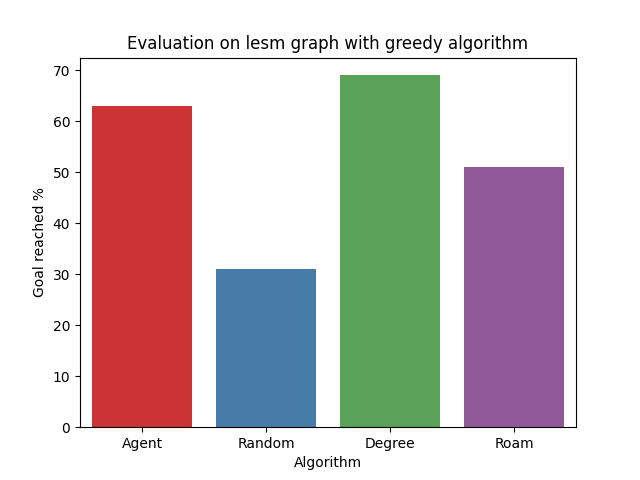 Evaluation on lesm graph with greedy algorithm
Goal reached %
70
60
50
40
30
20
10
0
Agent Random Degree Roam
Algorithm